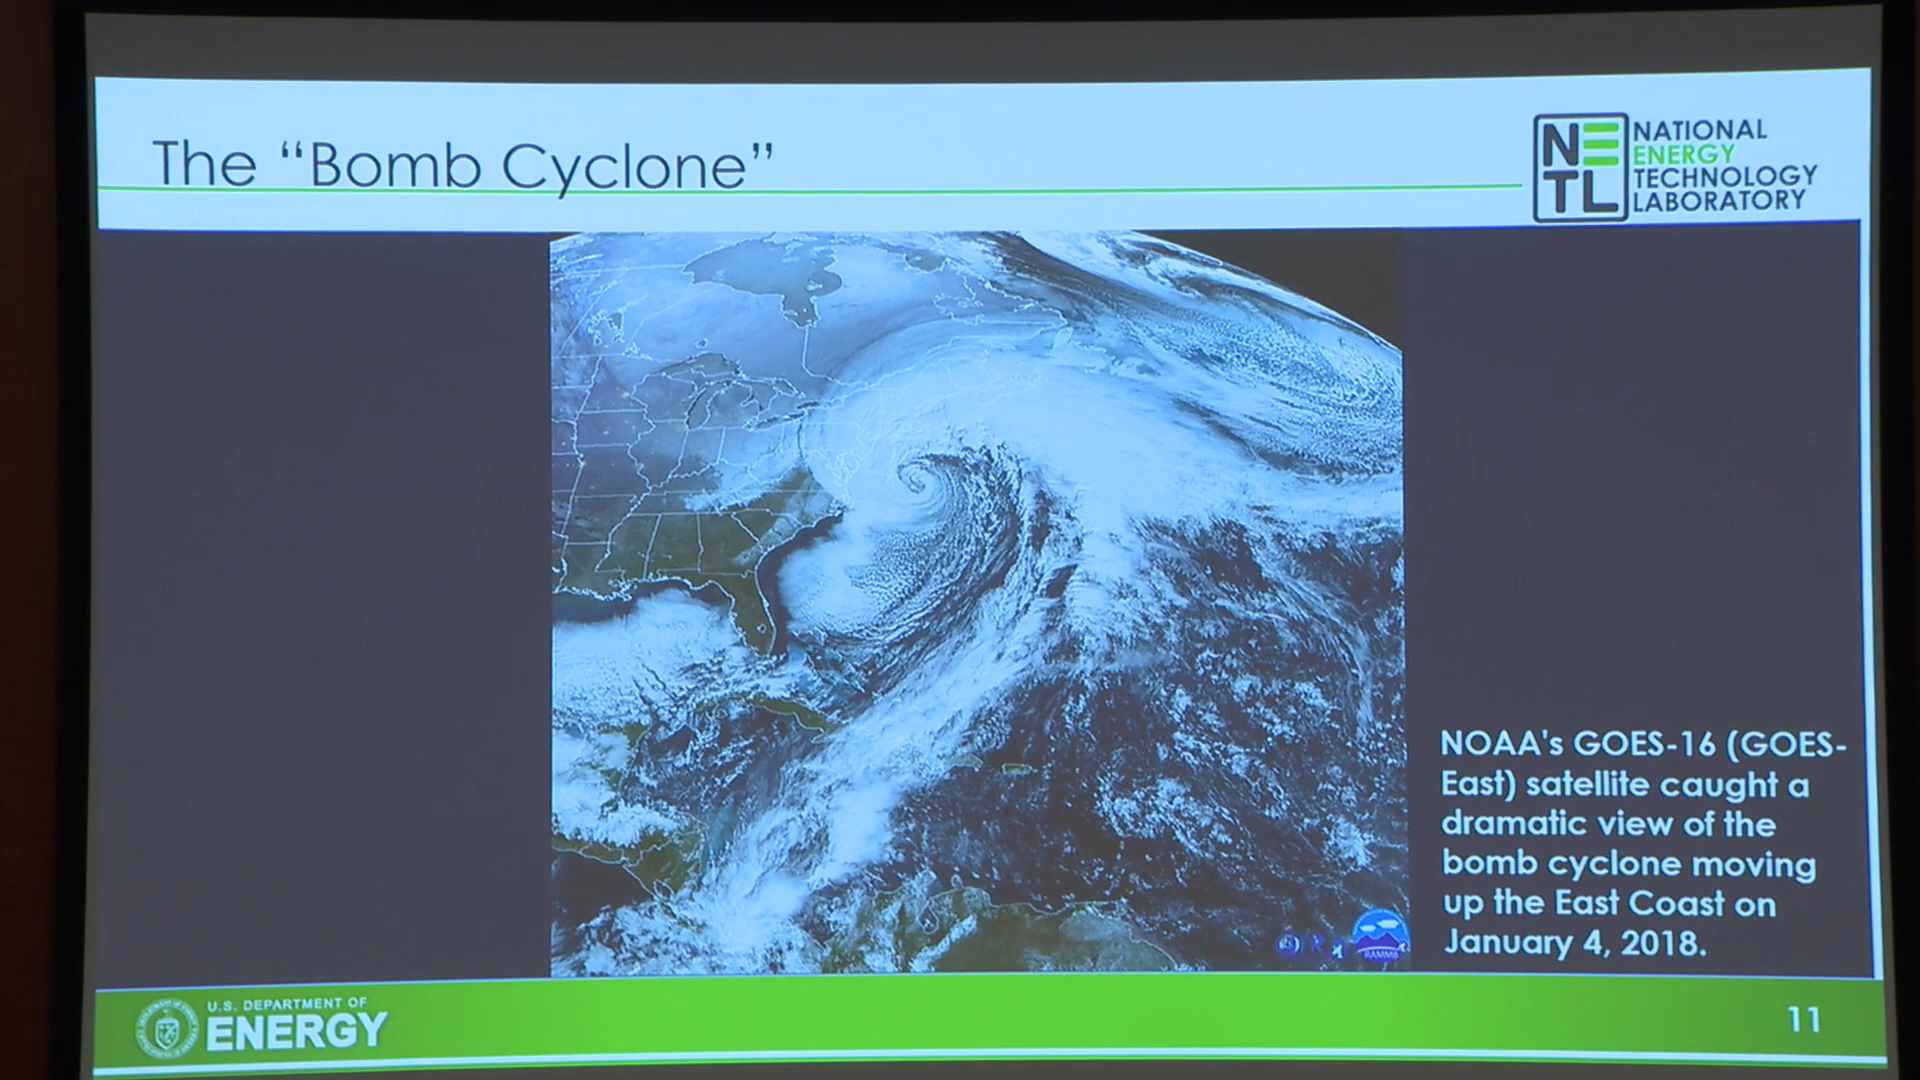 The “Bomb Cyclone”
NETL
NATIONAL
ENERGY
TECHNOLOGY
LABORATORY
NOAA's GOES-16 (GOES-
East) satellite caught a
dramatic view of the
bomb cyclone moving
up the East Coast on
January 4, 2018.
RAMMB
U.S. DEPARTMENT OF
ENERGY
11